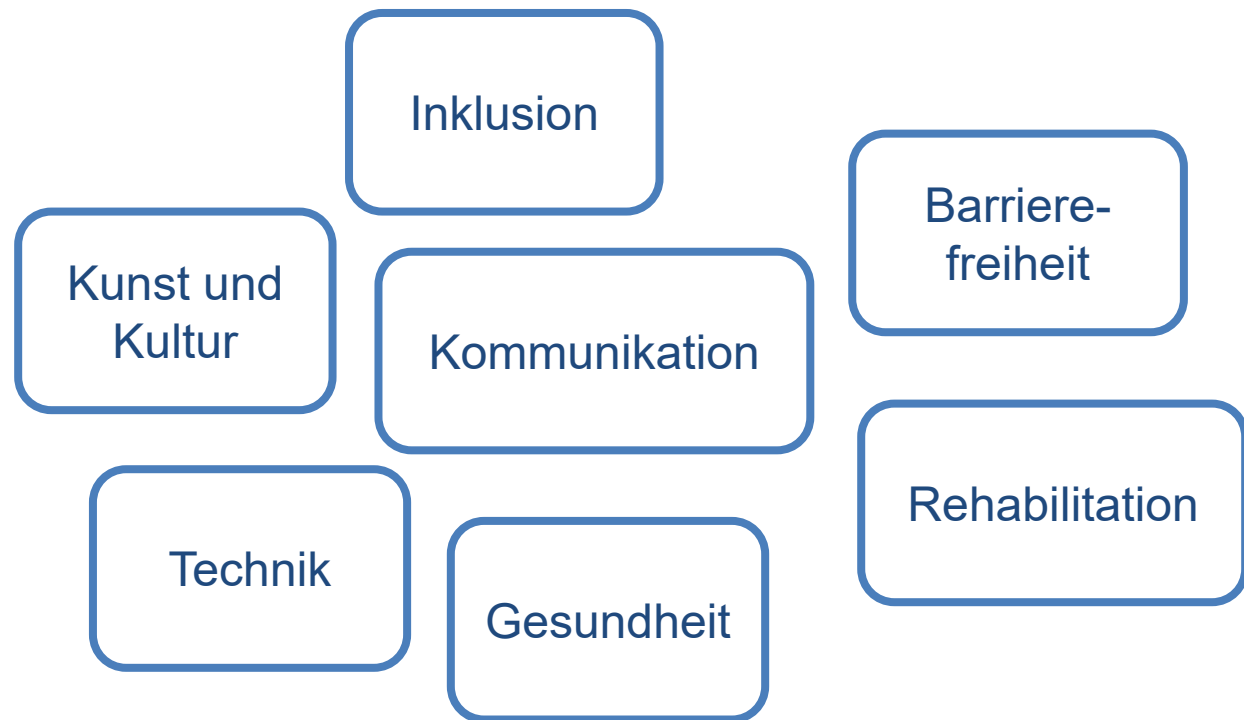 Inklusion
Barriere-
freiheit
Kunst und
Kultur
Kommunikation
Rehabilitation
Technik
Gesundheit